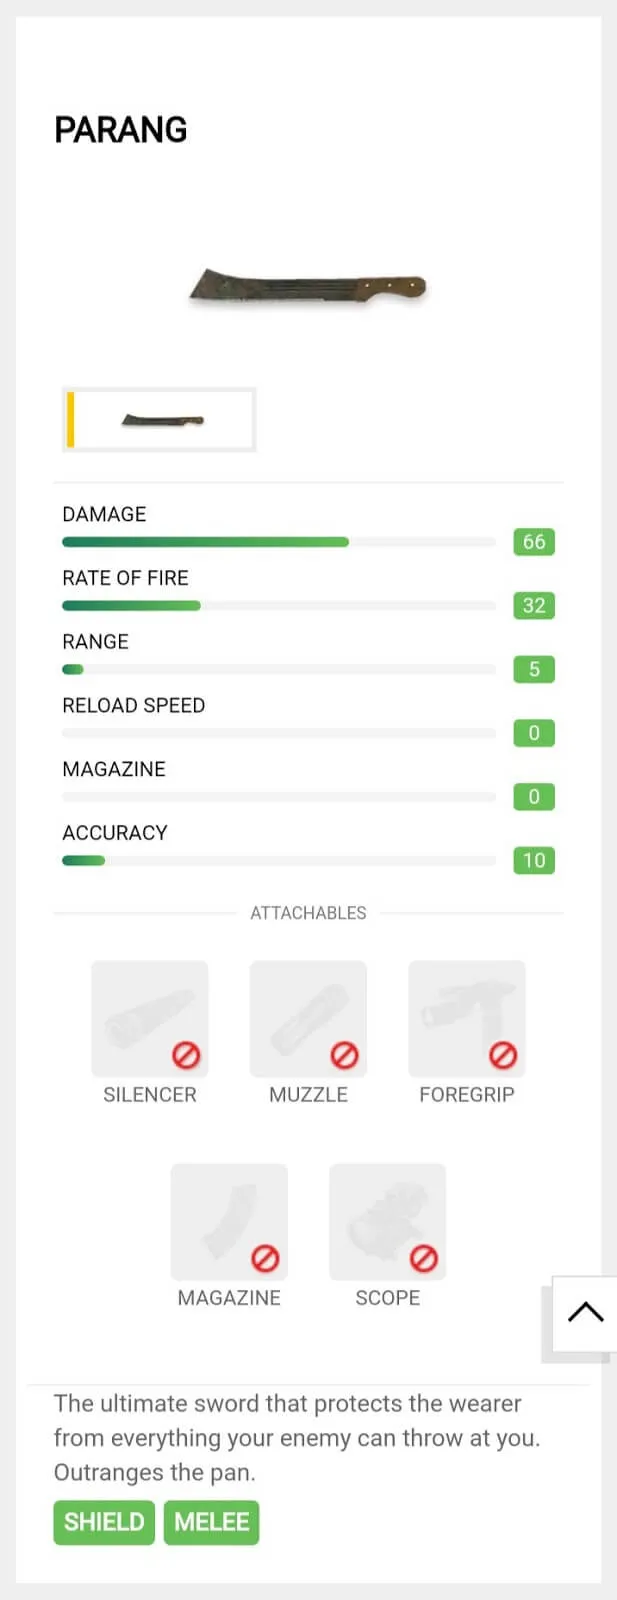 PARANG
DAMAGE
66
RATE OF FIRE
32
RANGE
5
RELOAD SPEED
0
MAGAZINE
0
ACCURACY
10
ATTACHABLES
SILENCER
MUZZLE
FOREGRIP
MAGAZINE
SCOPE
The ultimate sword that protects the wearer
from everything your enemy can throw at you.
Outranges the pan.
SHIELD MELEE